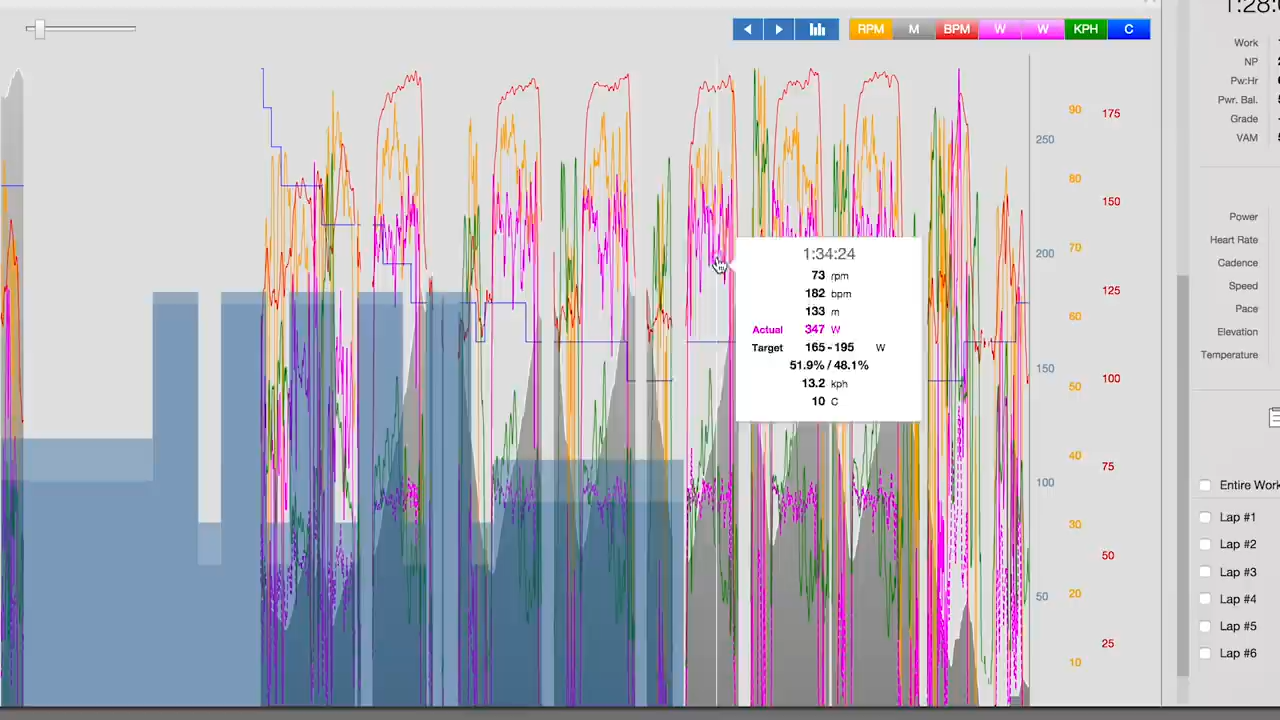 1:28:
RPM M BPM W W KPH C
Work
NP
Pw:Hr
Pwr. Bal.
Grade
VAM
90
175
250
80
150
Power
Heart Rate
Cadence
Speed
Pace
Elevation
Temperature
70
200
1:34:24
73 rpm
182 bpm
133 m
Actual 347 W
Target 165 - 195 W
51.9% / 48.1%
13.2 kph
10 C
125
60
150
50
100
40
75
100
30
50
50
20
25
10
Entire Work
Lap #1
Lap #2
Lap #3
Lap #4
Lap #5
Lap #6